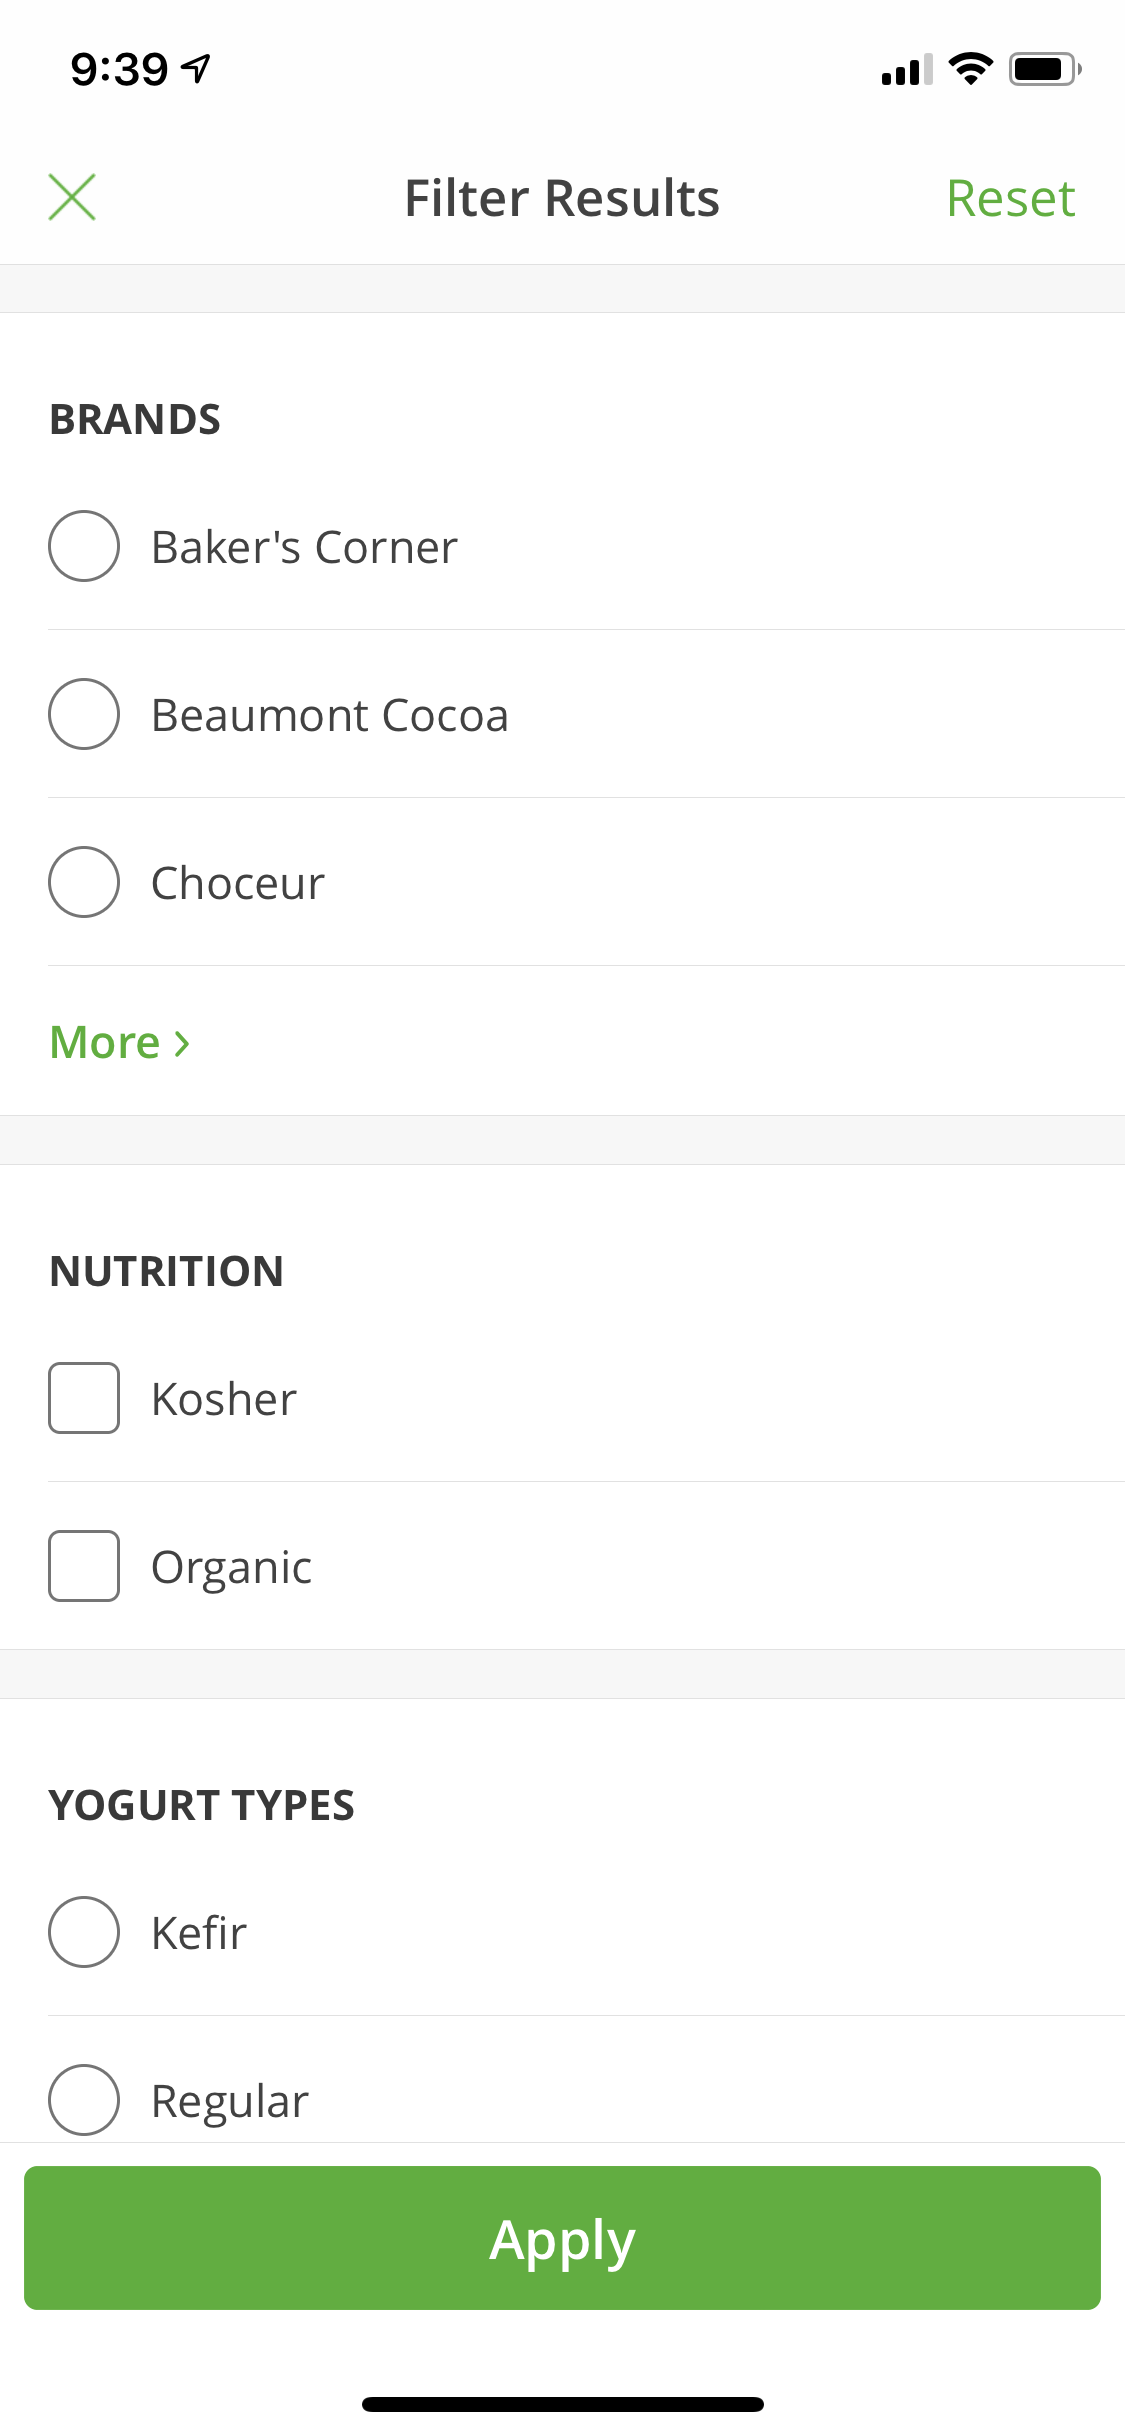 9:39
Filter Results
Reset
BRANDS
Baker's Corner
Beaumont Cocoa
Choceur
More
NUTRITION
Kosher
Organic
YOGURT TYPES
Kefir
Regular
Apply